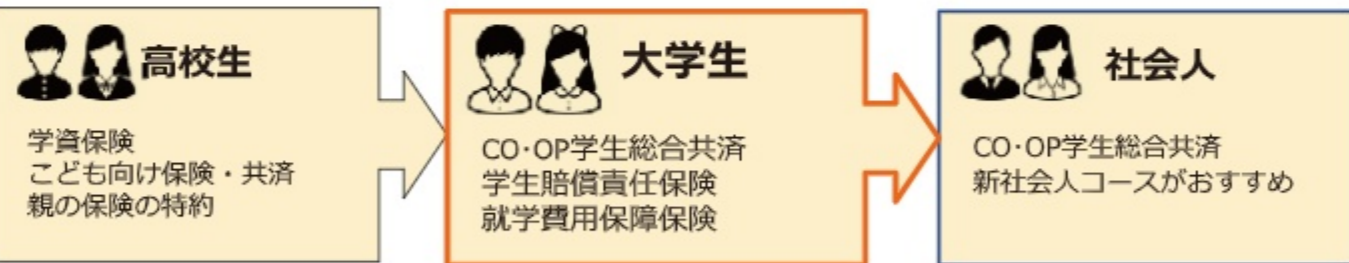 高校生
学資保険
こども向け保険・共済
親の保険の特約
大学生
CO・OP学生総合共済
学生賠償責任保険
就学費用保障保険
社会人
CO・OP学生総合共済
新社会人コースがおすすめ